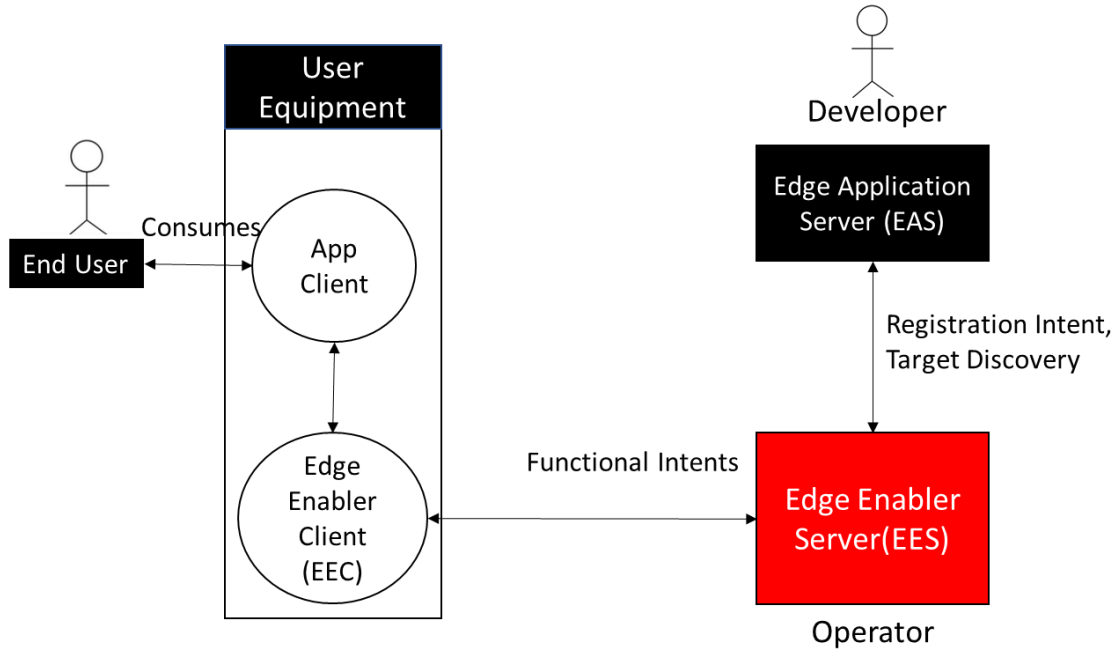 User
Equipment
Developer
Edge Application
Server (EAS)
Consumes
End User
App
Client
Registration Intent,
Target Discovery
Functional Intents
Edge
Enabler
Client
(EEC)
Edge Enabler
Server(EES)
Operator